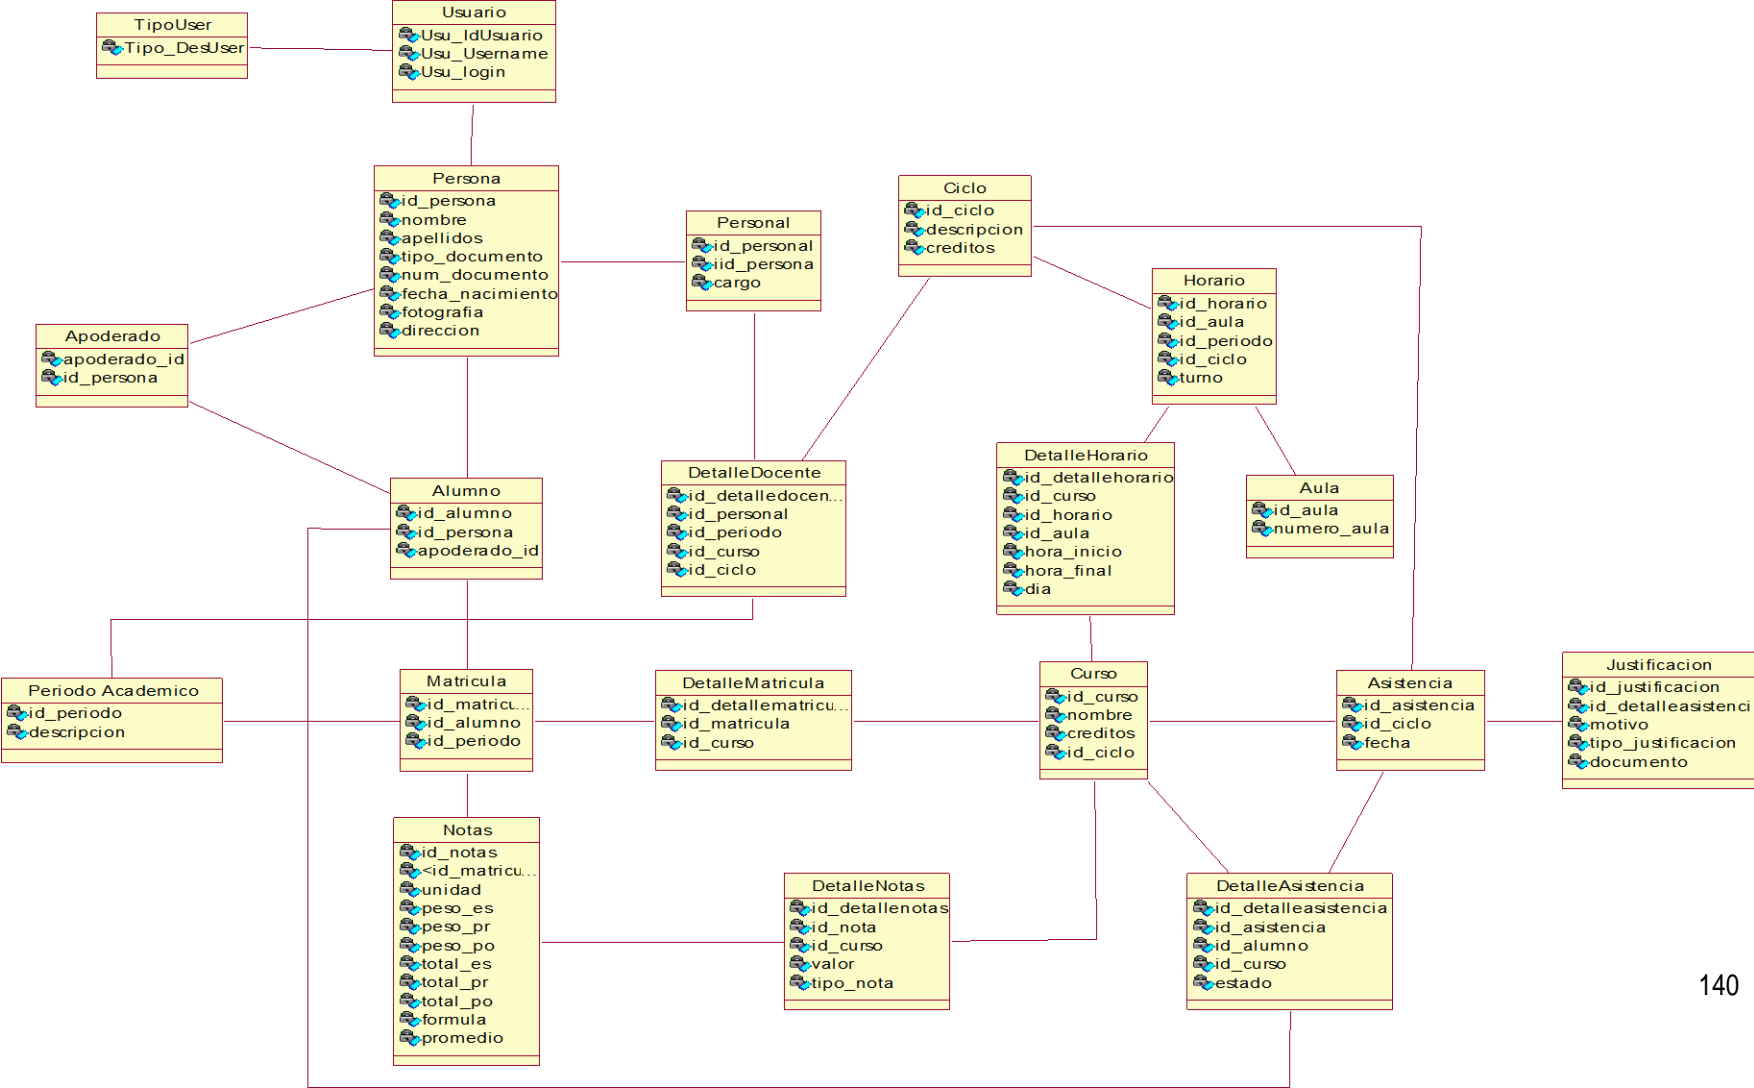 TipoUser
Tipo_DesUser
Usuario
Usu_IdUsuario
Usu_Username
Usu_login
Persona
id_persona
nombre
apellidos
tipo_documento
num_documento
fecha_nacimiento
fotografia
direccion
Personal
id_personal
iid_persona
cargo
Ciclo
id_ciclo
descripcion
creditos
Horario
id_horario
id_aula
id_periodo
id_ciclo
turno
Apoderado
apoderado_id
id_persona
Alumno
id_alumno
id_persona
apoderado_id
DetalleDocente
id_detalledocen...
id_personal
id_periodo
id_curso
id_ciclo
DetalleHorario
id_detallehorario
id_curso
id_horario
id_aula
hora_inicio
hora_final
dia
Aula
id_aula
numero_aula
Periodo Academico
id_periodo
descripcion
Matricula
id_matricu...
id_alumno
id_periodo
DetalleMatricula
id_detallematricu...
id_matricula
id_curso
Curso
id_curso
nombre
creditos
id_ciclo
Asistencia
id_asistencia
id_ciclo
fecha
Justificacion
id_justificacion
id_detalleasistenci
motivo
tipo_justificacion
documento
Notas
id_notas
<id_matricu...
unidad
peso_es
peso_pr
peso_po
total_es
total_pr
total_po
formula
promedio
DetalleNotas
id_detallenotas
id_nota
id_curso
valor
tipo_nota
DetalleAsistencia
id_detalleasistencia
id_asistencia
id_alumno
id_curso
estado
140